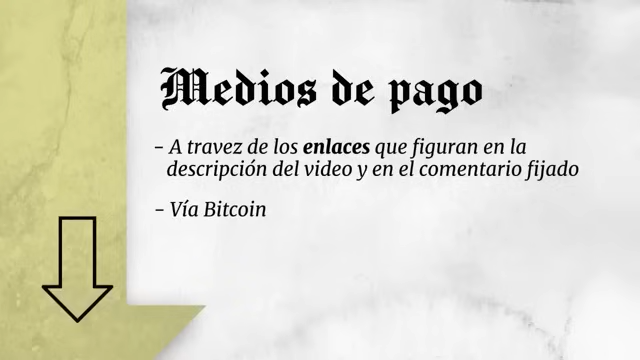 Medios de pago
- A travez de los enlaces que figuran en la
descripción del video y en el comentario fijado
- Vía Bitcoin